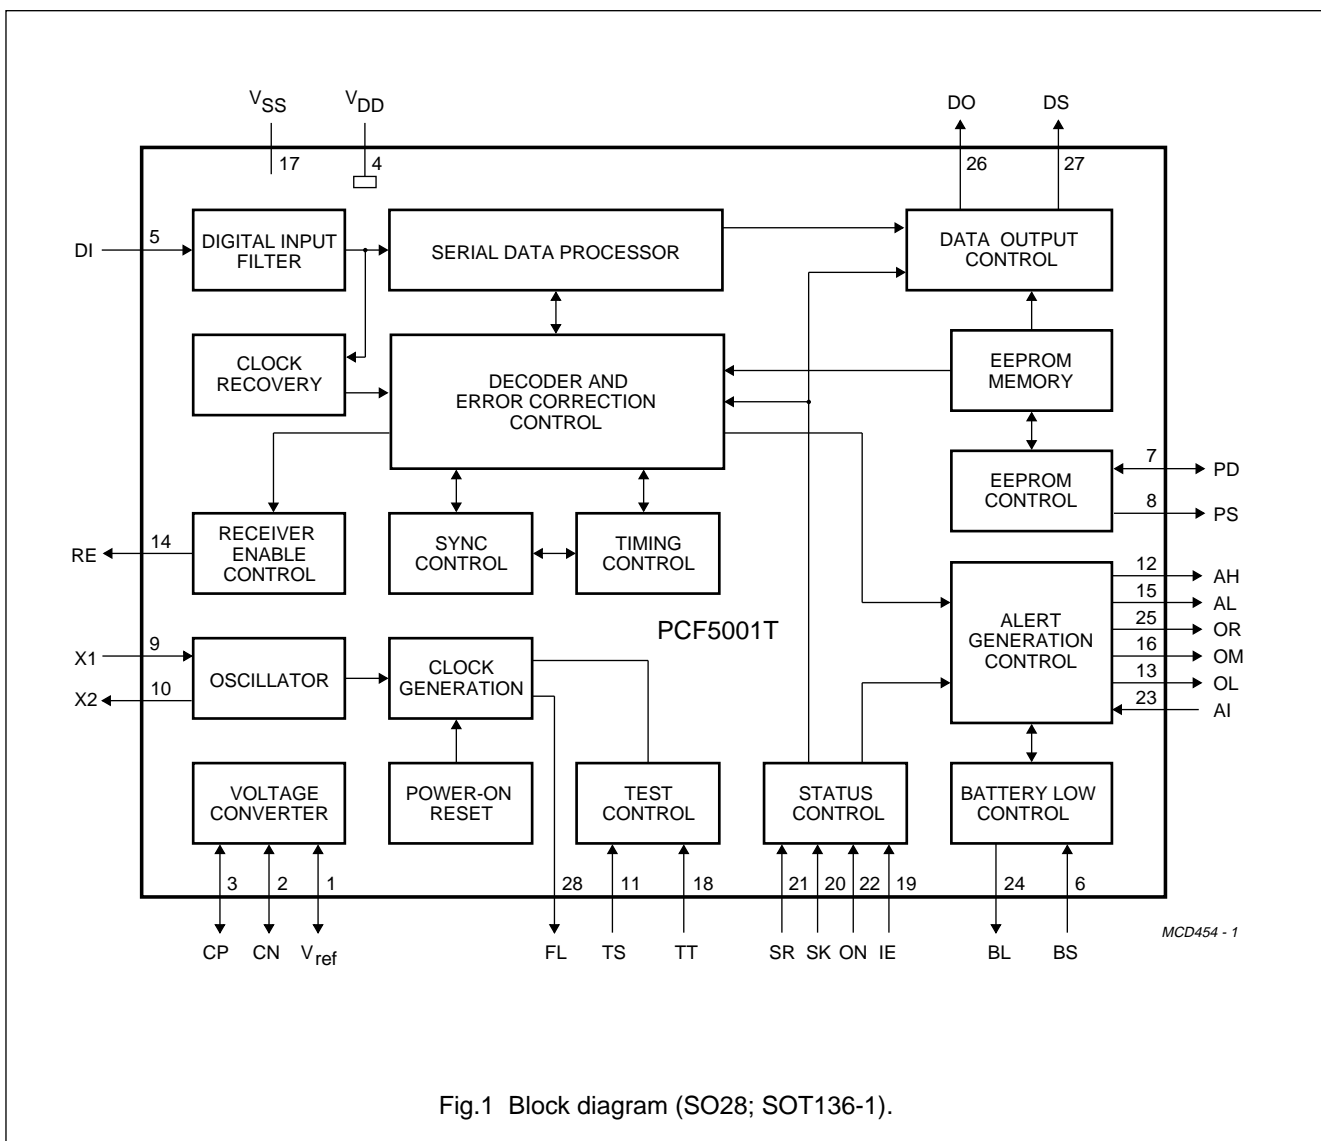 VSS
VDD
DO
DS
17
4
26
27
DI
5
DIGITAL INPUT
FILTER
SERIAL DATA PROCESSOR
DATA OUTPUT
CONTROL
CLOCK
RECOVERY
DECODER AND
ERROR CORRECTION
CONTROL
EEPROM
MEMORY
EEPROM
CONTROL
7
PD
8
PS
RE
14
RECEIVER
ENABLE
CONTROL
SYNC
CONTROL
TIMING
CONTROL
PCF5001T
ALERT
GENERATION
CONTROL
12
AH
15
AL
25
OR
16
OM
13
OL
23
AI
X1
9
X2
10
OSCILLATOR
CLOCK
GENERATION
VOLTAGE
CONVERTER
POWER-ON
RESET
TEST
CONTROL
STATUS
CONTROL
BATTERY LOW
CONTROL
3
2
1
28
11
18
21
20
22
19
24
6
CP
CN
Vref
FL
TS
TT
SR
SK
ON
IE
BL
BS
MCD454 - 1
Fig.1 Block diagram (SO28; SOT136-1).